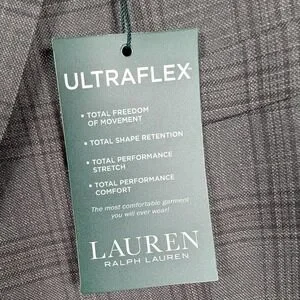 ULTRAFLEX
• TOTAL FREEDOM
OF MOVEMENT
• TOTAL SHAPE RETENTION
• TOTAL PERFORMANCE
STRETCH
• TOTAL PERFORMANCE
COMFORT
The most comfortable garment
you will ever wear!
LAUREN
RALPH LAUREN